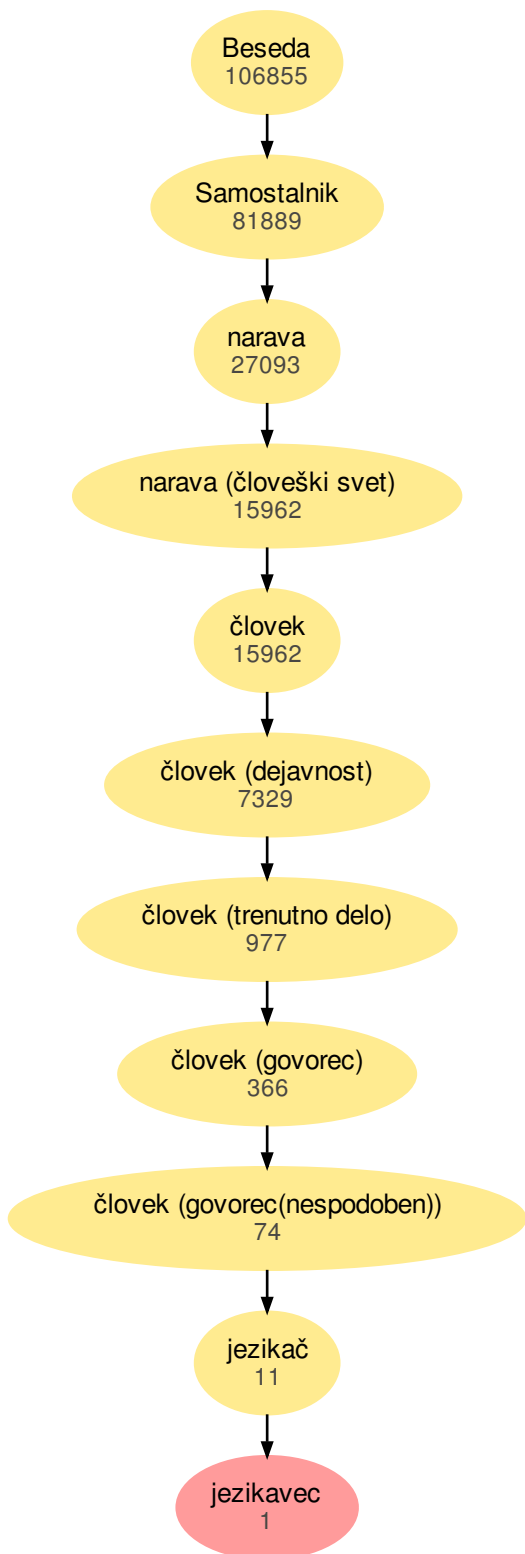 Beseda
106855
Samostalnik
81889
narava
27093
narava (človeški svet)
15962
človek
15962
človek (dejavnost)
7329
človek (trenutno delo)
977
človek (govorec)
366
človek (govorec(nespodoben))
74
jezikač
11
jezikavec
1